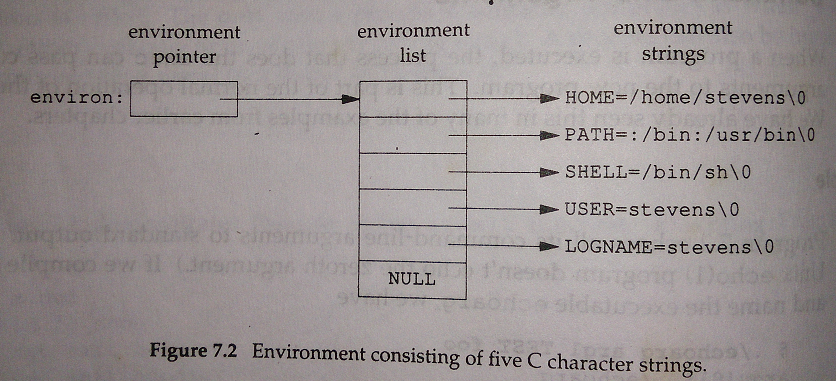 environment pointer
environment list
environment strings
environ:
HOME=/home/stevens\0
PATH=:/bin:/usr/bin\0
SHELL=/bin/sh\0
USER=stevens\0
LOGNAME=stevens\0
NULL
Figure 7.2 Environment consisting of five C character strings.